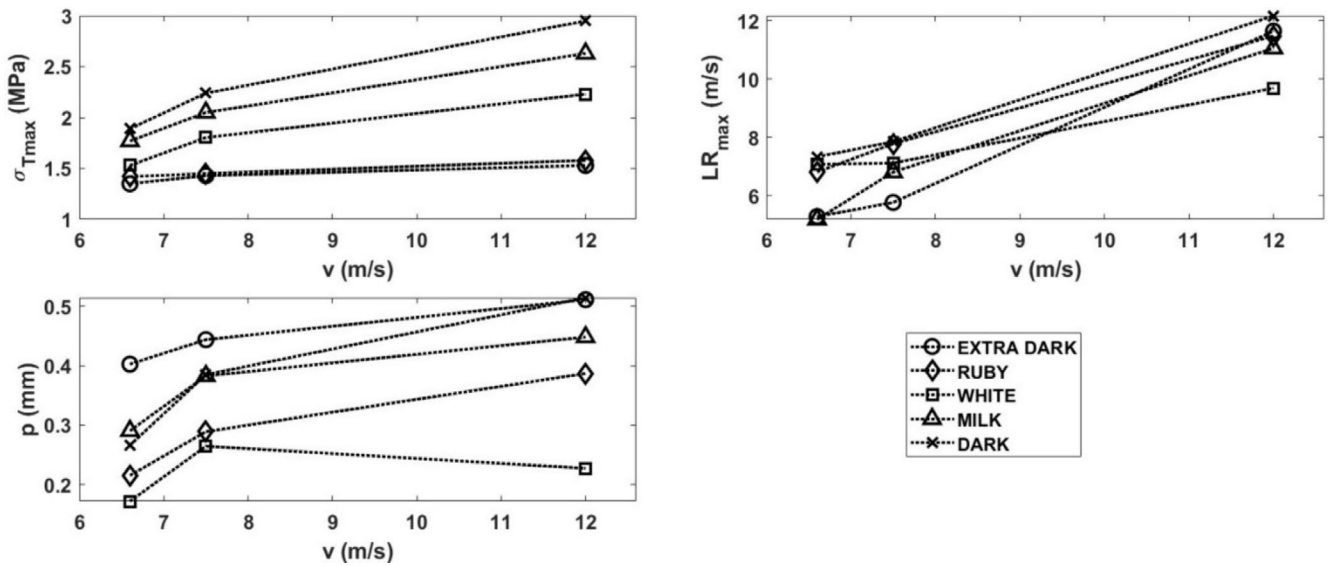 3
2.5
2
1.5
1
σTmax (MPa)
6 7 8 9 10 11 12
v (m/s)
12
10
8
6
LRmax (m/s)
6 7 8 9 10 11 12
v (m/s)
0.5
0.4
0.3
0.2
p (mm)
6 7 8 9 10 11 12
v (m/s)
EXTRA DARK
RUBY
WHITE
MILK
DARK